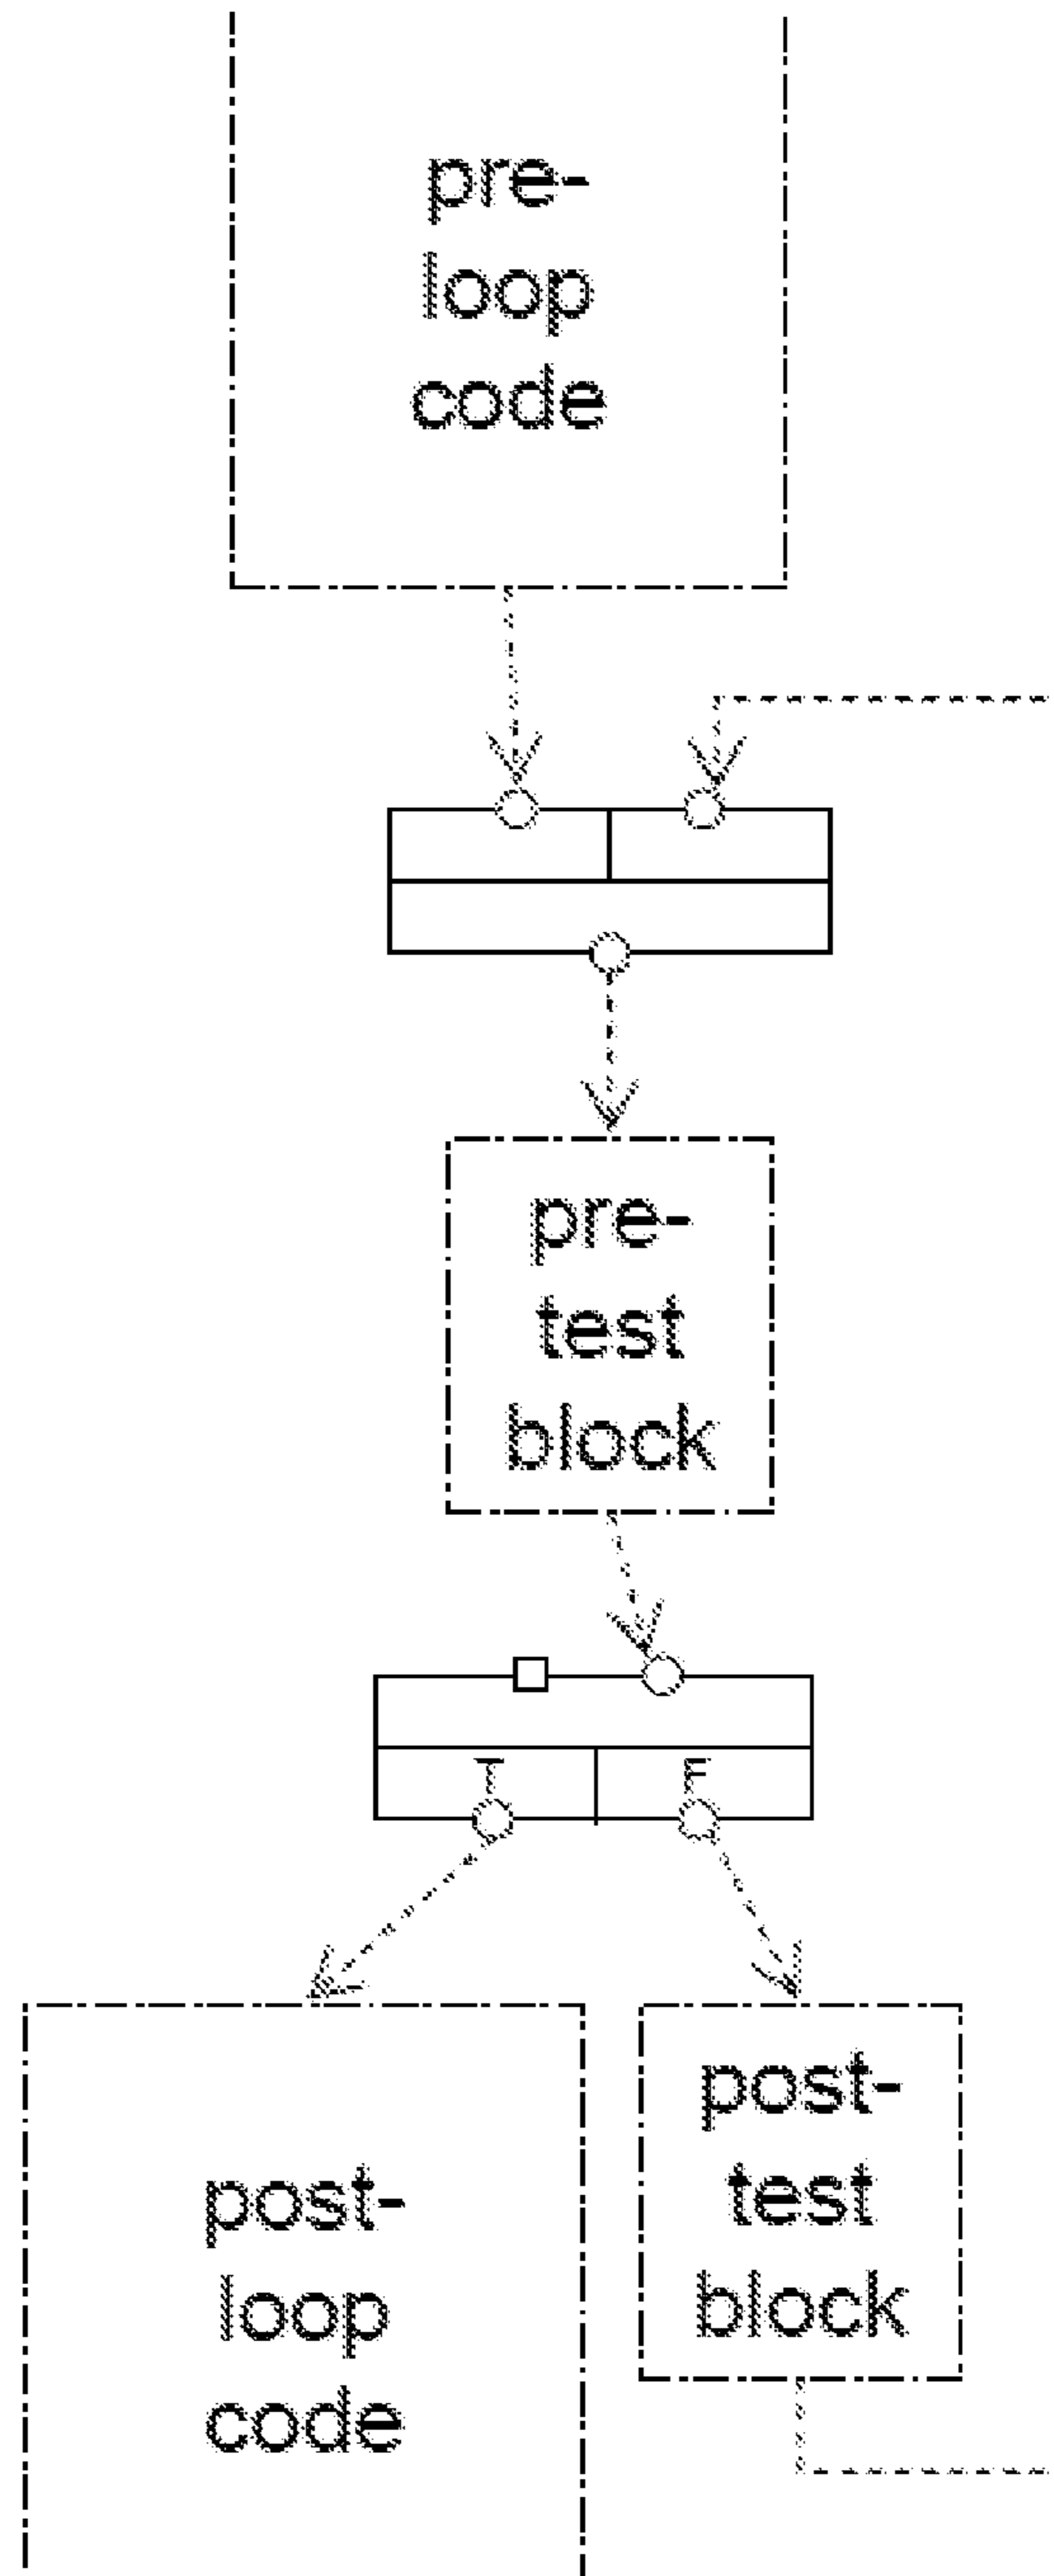 pre-
loop
code
pre-
test
block
T
F
post-
loop
code
post-
test
block